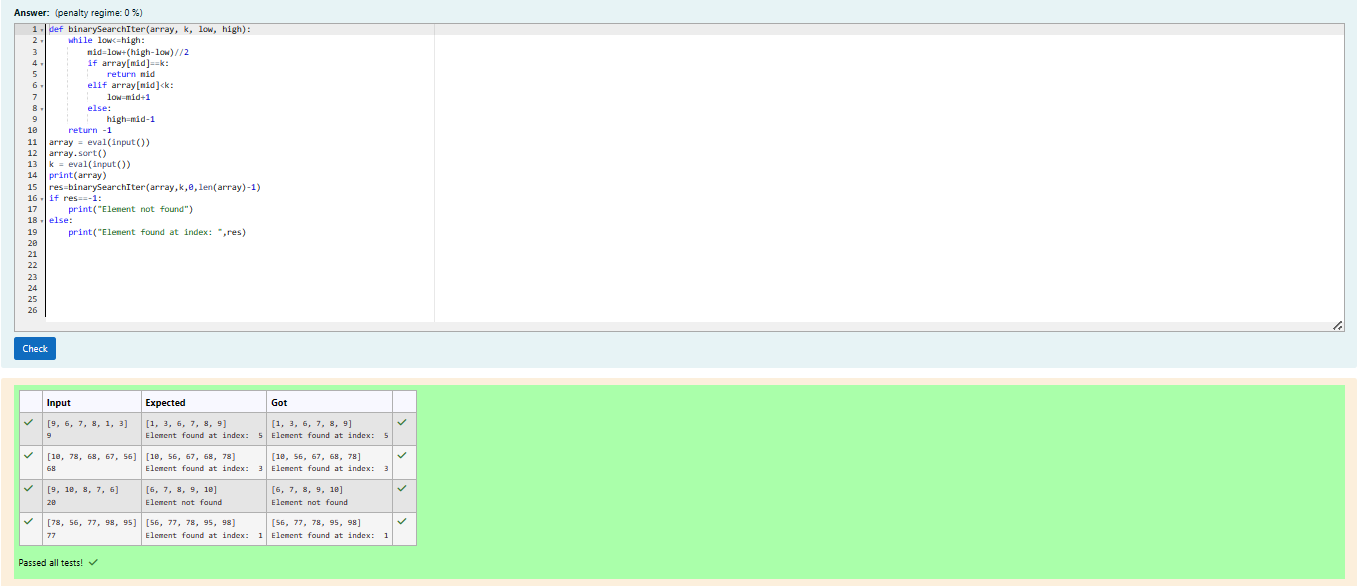 Answer: (penalty regime: 0 %)
1 def binarySearchIter(array, k, low, high):
2     while low<=high:
3         mid=low+(high-low)//2
4         if array[mid]==k:
5             return mid
6         elif array[mid]<k:
7             low=mid+1
8         else:
9             high=mid-1
10     return -1
11 array = eval(input())
12 array.sort()
13 k = eval(input())
14 print(array)
15 res=binarySearchIter(array,k,0,len(array)-1)
16 if res==-1:
17     print("Element not found")
18 else:
19     print("Element found at index: ",res)
20
21
22
23
24
25
26
Check
Input Expected Got
[9, 6, 7, 8, 1, 3] [1, 3, 6, 7, 8, 9] [1, 3, 6, 7, 8, 9]
9 Element found at index:  5 Element found at index:  5
[10, 78, 68, 67, 56] [10, 56, 67, 68, 78] [10, 56, 67, 68, 78]
68 Element found at index:  3 Element found at index:  3
[9, 10, 8, 7, 6] [6, 7, 8, 9, 10] [6, 7, 8, 9, 10]
20 Element not found Element not found
[78, 56, 77, 98, 95] [56, 77, 78, 95, 98] [56, 77, 78, 95, 98]
77 Element found at index:  1 Element found at index:  1
Passed all tests!